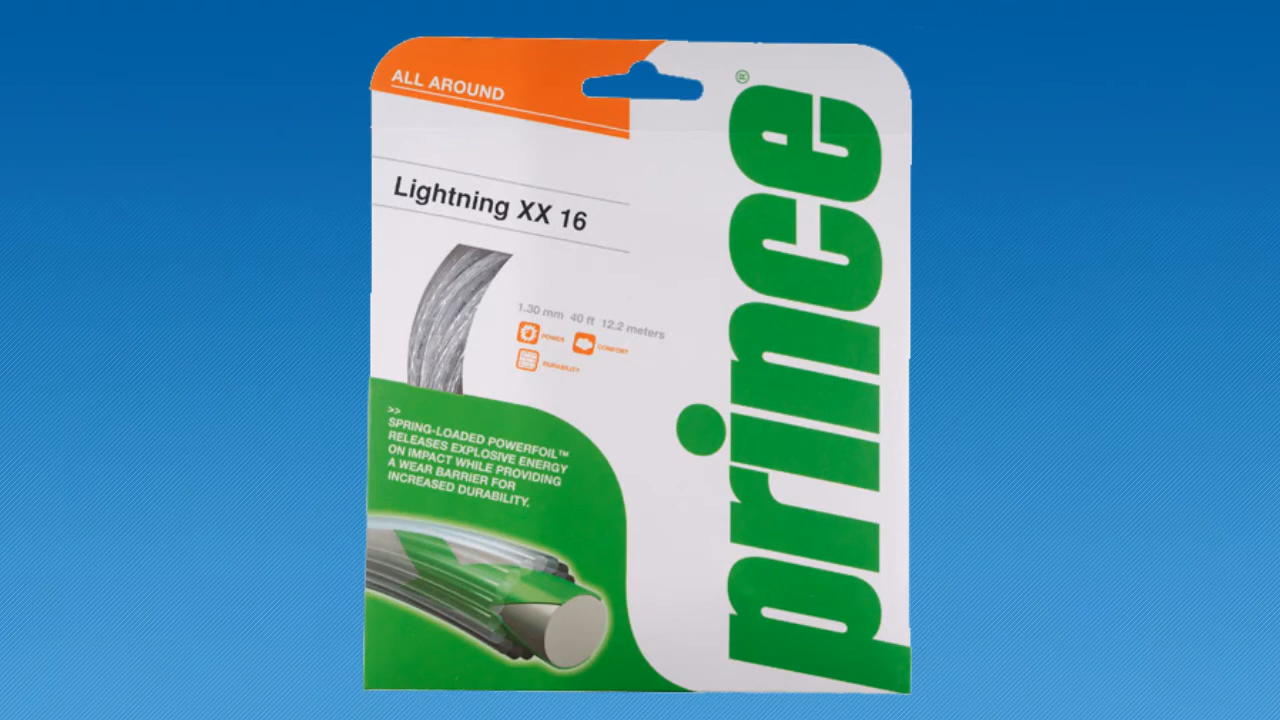 ALL AROUND
Lightning XX 16
1.30 mm 40 ft 12.2 meters
POWER
COMFORT
DURABILITY
>>
SPRING-LOADED POWERFOIL™
RELEASES EXPLOSIVE ENERGY
ON IMPACT WHILE PROVIDING
A WEAR BARRIER FOR
INCREASED DURABILITY.
prince®